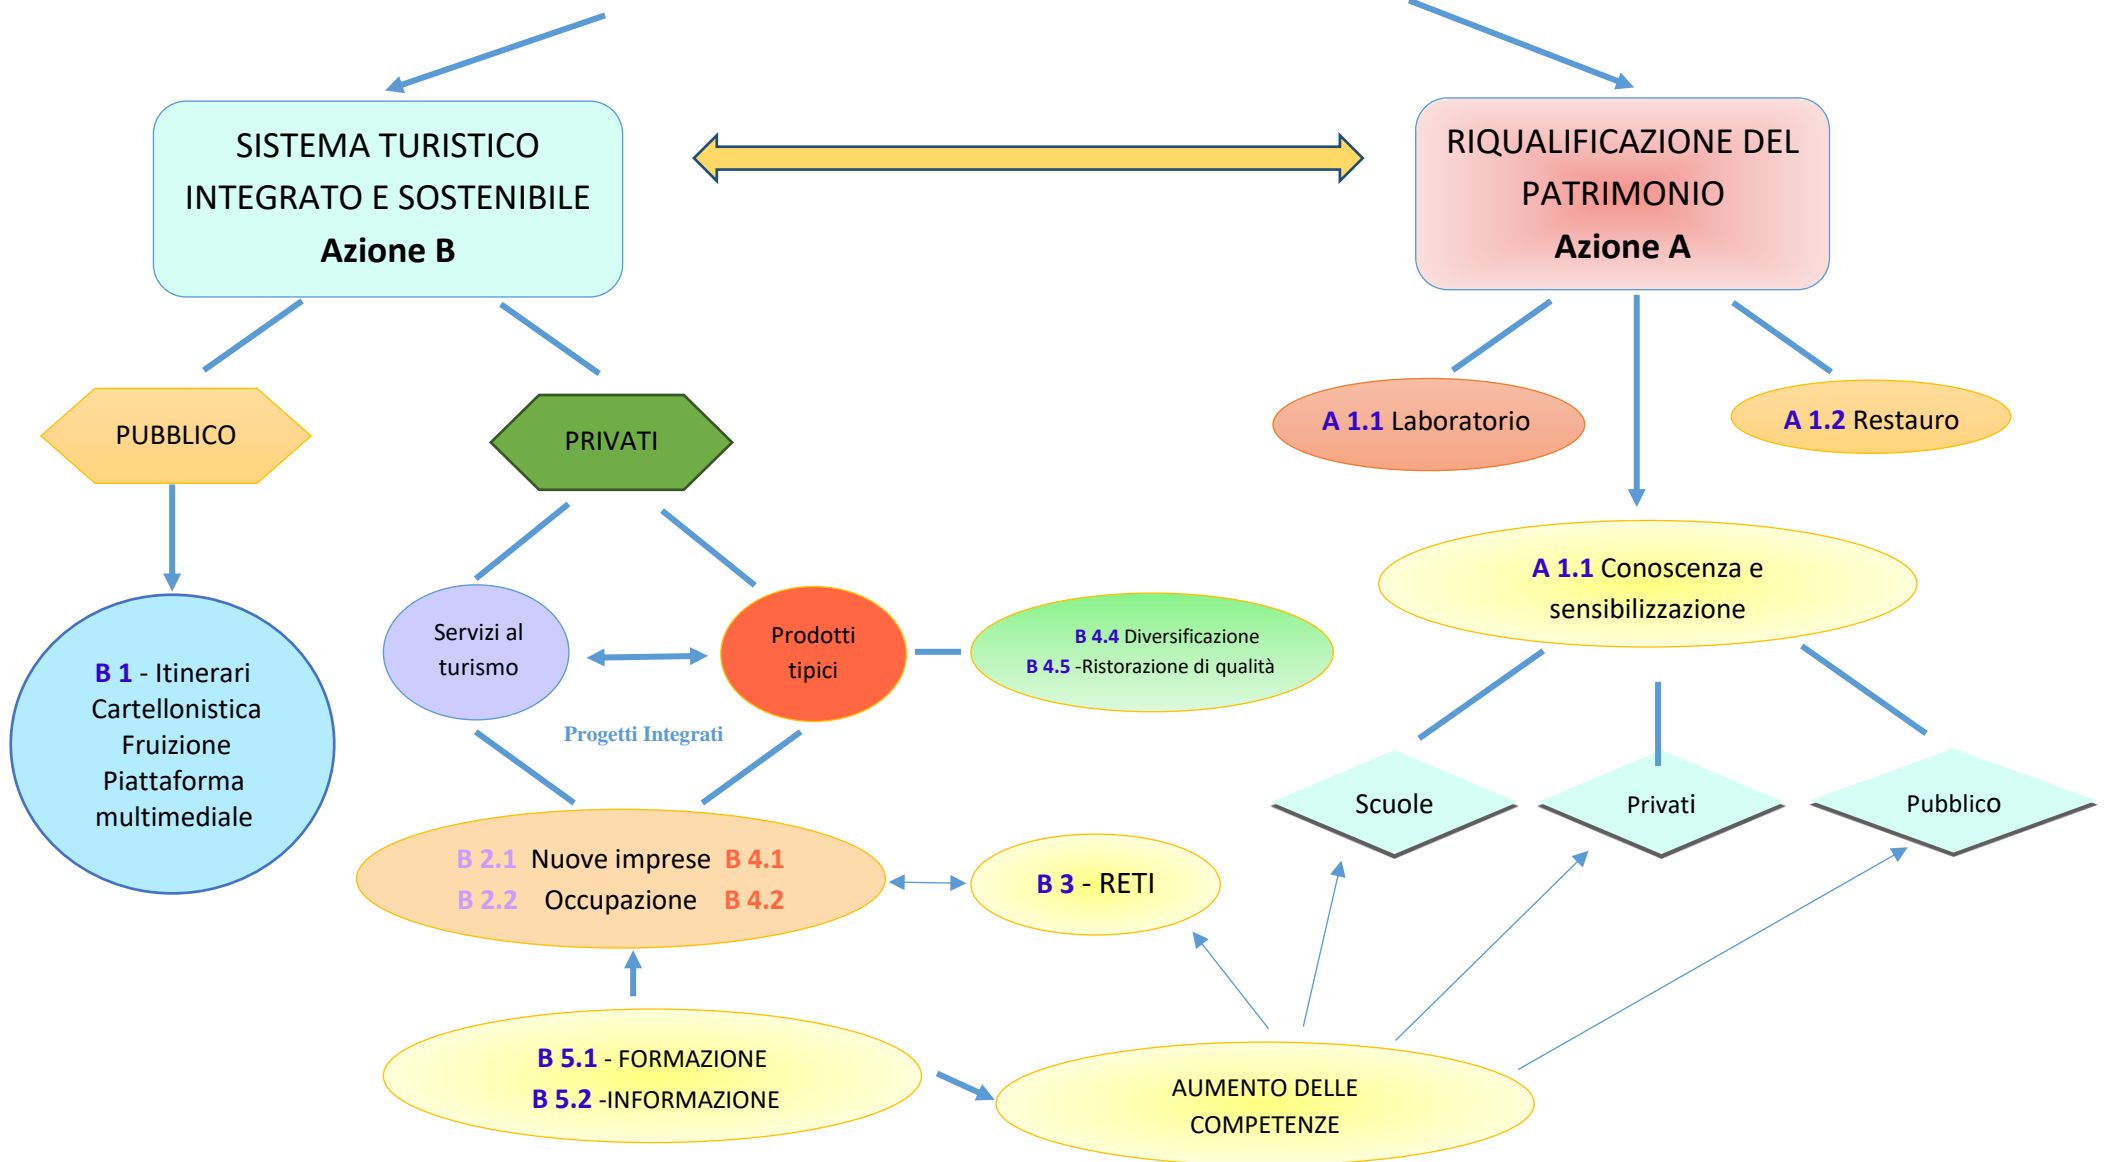 SISTEMA TURISTICO
INTEGRATO E SOSTENIBILE
Azione B
RIQUALIFICAZIONE DEL
PATRIMONIO
Azione A
PUBBLICO
PRIVATI
A 1.1 Laboratorio
A 1.2 Restauro
A 1.1 Conoscenza e
sensibilizzazione
Servizi al
turismo
Prodotti
tipici
B 4.4 Diversificazione
B 4.5 -Ristorazione di qualità
B 1 - Itinerari
Cartellonistica
Fruizione
Piattaforma
multimediale
Progetti Integrati
Scuole
Privati
Pubblico
B 2.1 Nuove imprese B 4.1
B 2.2 Occupazione B 4.2
B 3 - RETI
B 5.1 - FORMAZIONE
B 5.2 -INFORMAZIONE
AUMENTO DELLE
COMPETENZE